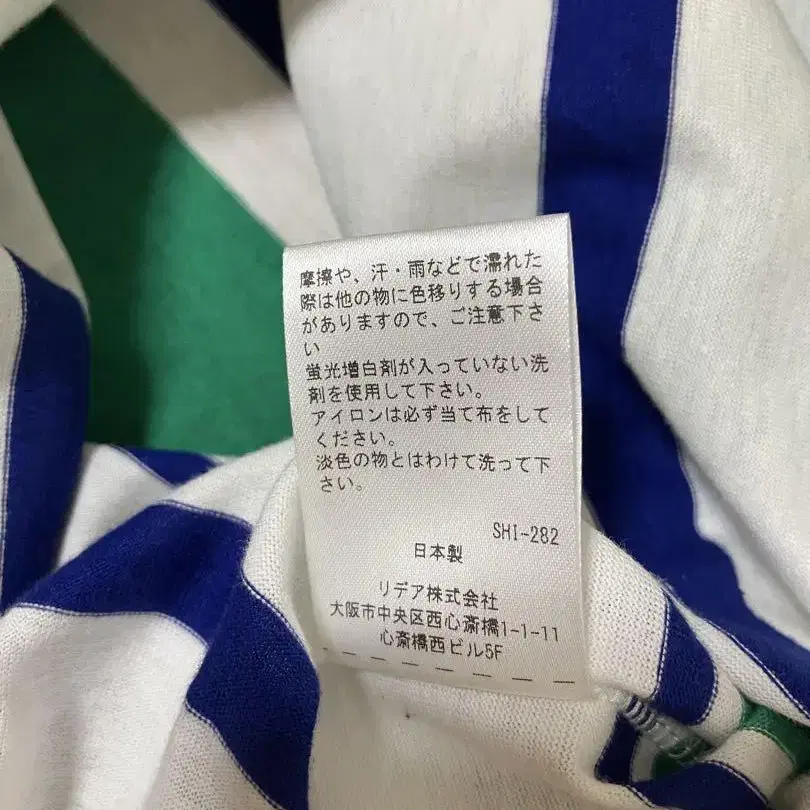 摩擦や、汗・雨などで濡れた
際は他の物に色移りする場合
がありますので、ご注意下さ
い
蛍光増白剤が入っていない洗
剤を使用して下さい。
アイロンは必ず当て布をして
ください。
淡色の物とはわけて洗って下
さい。
SHI-282
日本製
リデア株式会社
大阪市中央区西心斎橋1-1-11
心斎橋西ビル5F